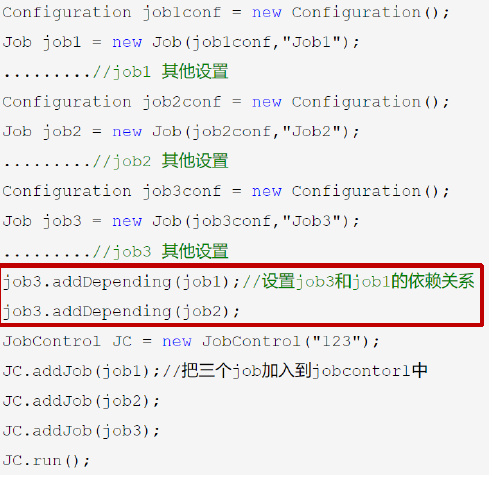 Configuration job1conf = new Configuration();
Job job1 = new Job(job1conf,"Job1");
.........//job1 其他设置
Configuration job2conf = new Configuration();
Job job2 = new Job(job2conf,"Job2");
.........//job2 其他设置
Configuration job3conf = new Configuration();
Job job3 = new Job(job3conf,"Job3");
.........//job3 其他设置
job3.addDepending(job1);//设置job3和job1的依赖关系
job3.addDepending(job2);
JobControl JC = new JobControl("123");
JC.addJob(job1);//把三个job加入到jobcontorl中
JC.addJob(job2);
JC.addJob(job3);
JC.run();